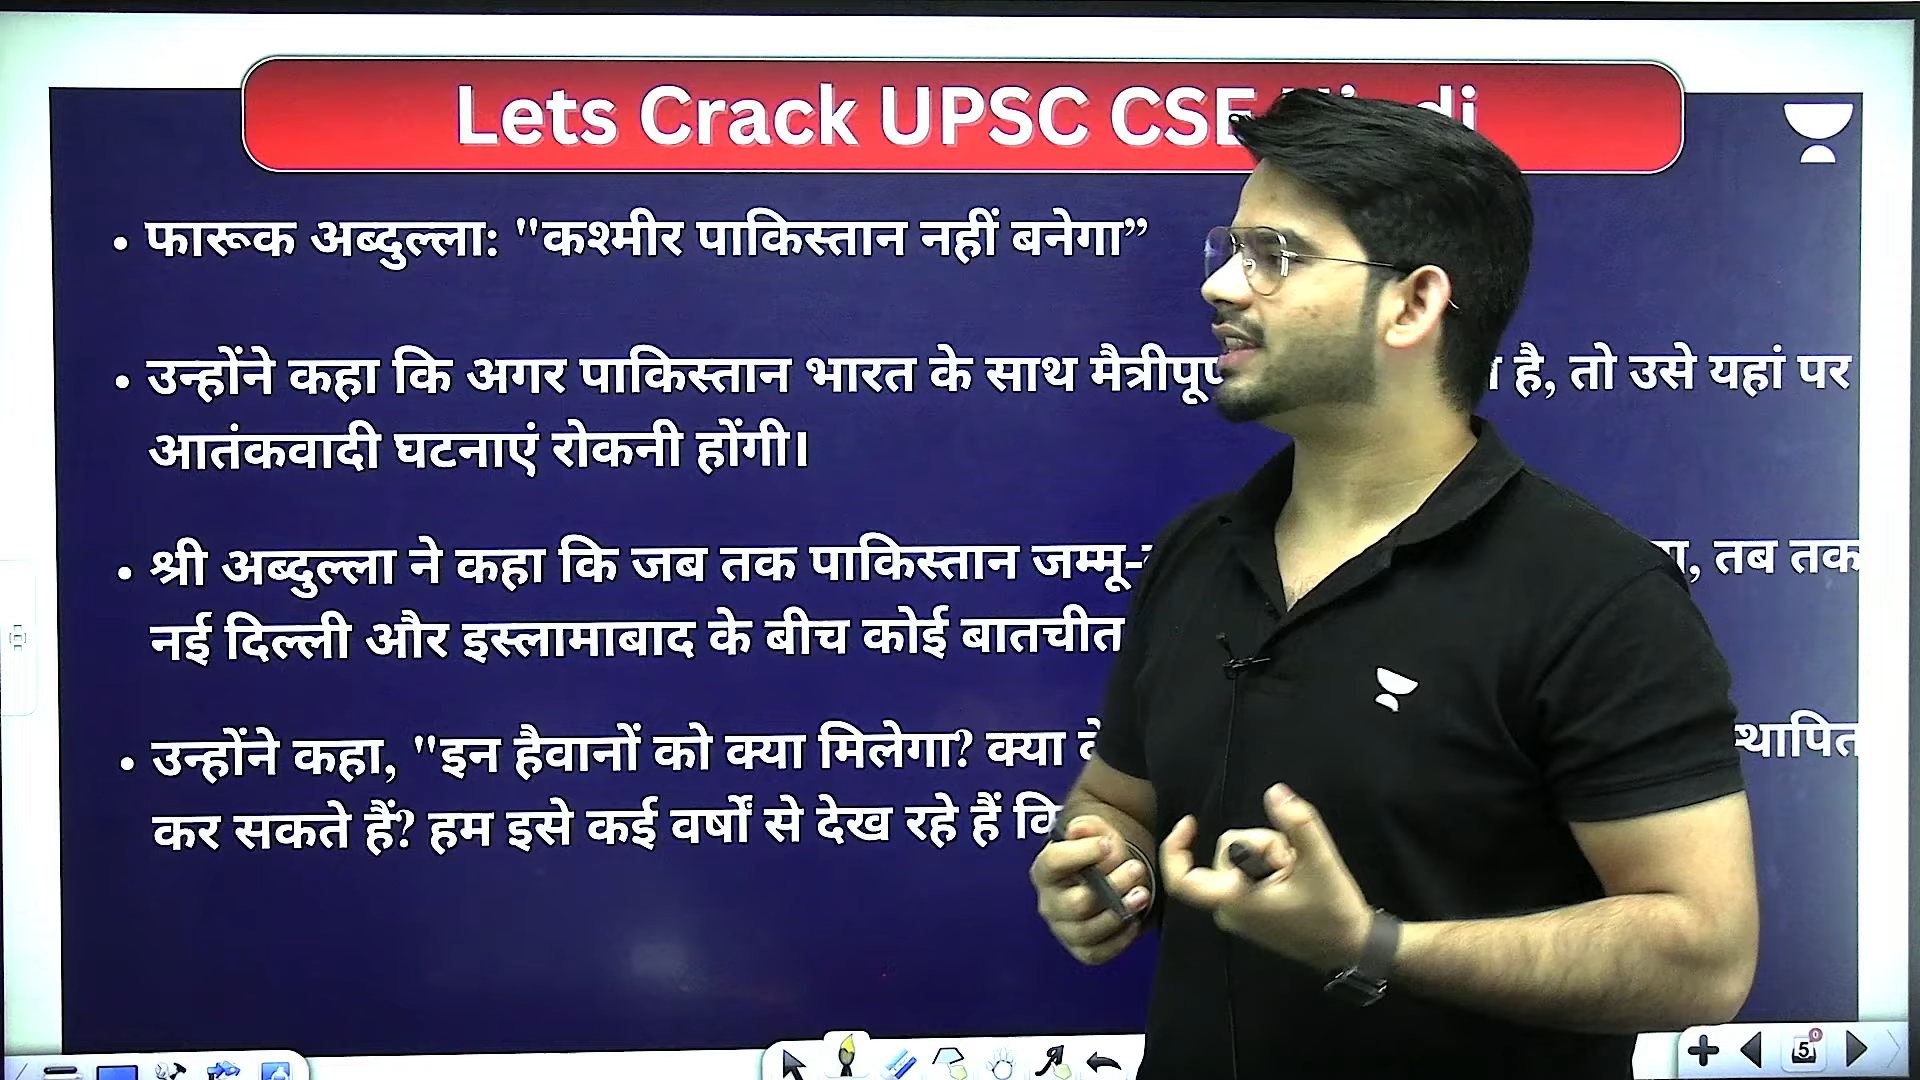 Lets Crack UPSC CSE
• फारूक अब्दुल्ला: "कश्मीर पाकिस्तान नहीं बनेगा”
• उन्होंने कहा कि अगर पाकिस्तान भारत के साथ है, तो उसे यहां पर
आतंकवादी घटनाएं रोकनी होंगी।
• श्री अब्दुल्ला ने कहा कि जब तक पाकिस्तान जम्मू- तब तक
नई दिल्ली और इस्लामाबाद के बीच कोई बातचीत
• उन्होंने कहा, "इन हैवानों को क्या मिलेगा? क्या
कर सकते हैं? हम इसे कई वर्षों से देख रहे हैं
5